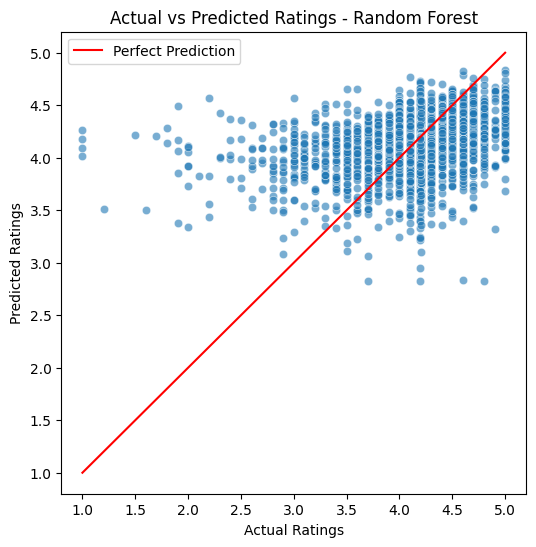 Actual vs Predicted Ratings - Random Forest
Perfect Prediction
5.0
4.5
4.0
3.5
3.0
2.5
2.0
1.5
1.0
Predicted Ratings
1.0 1.5 2.0 2.5 3.0 3.5 4.0 4.5 5.0
Actual Ratings